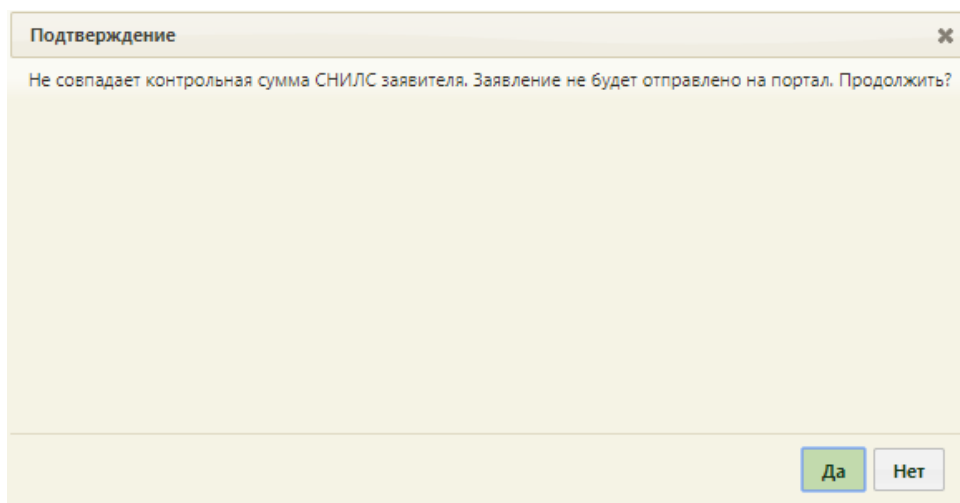 Подтверждение
Не совпадает контрольная сумма СНИЛС заявителя. Заявление не будет отправлено на портал. Продолжить?
Да
Нет